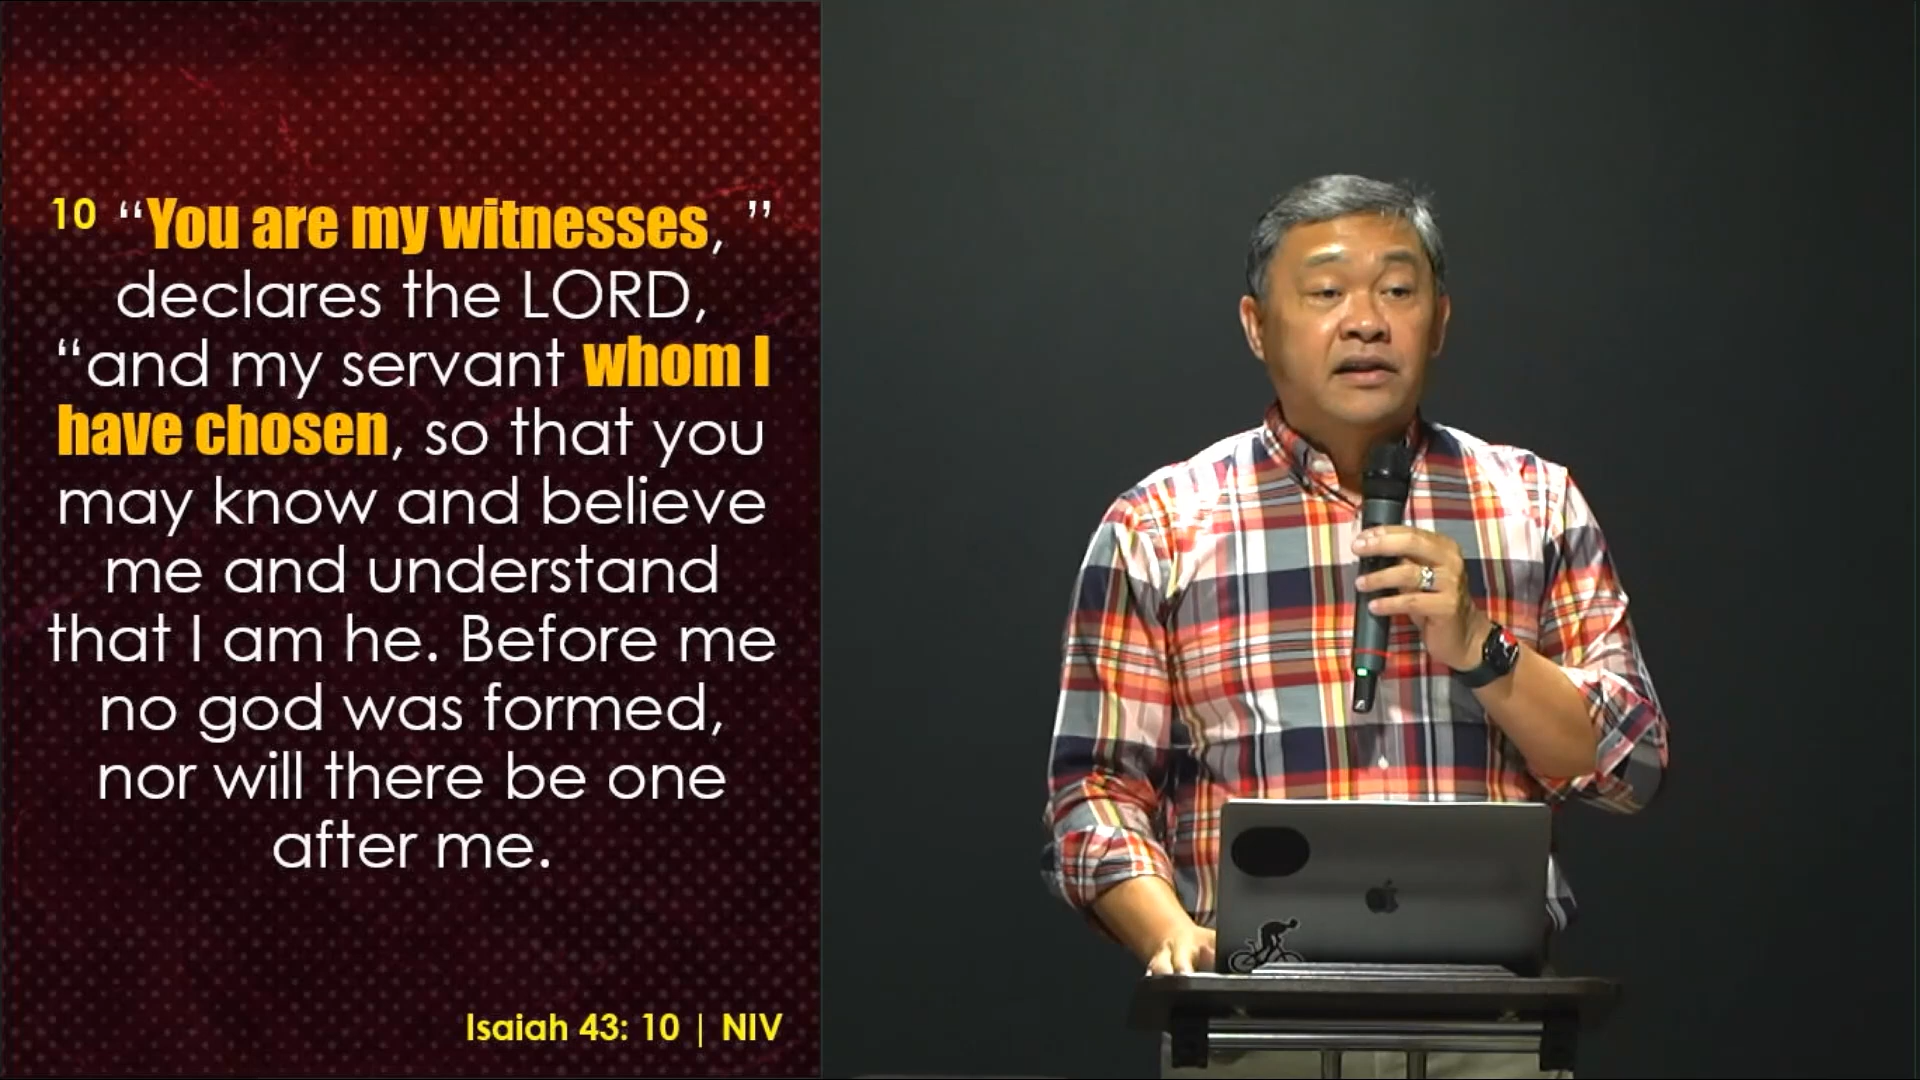 10 “You are my witnesses, ”
declares the LORD,
“and my servant whom I
have chosen, so that you
may know and believe
me and understand
that I am he. Before me
no god was formed,
nor will there be one
after me.
Isaiah 43: 10 | NIV